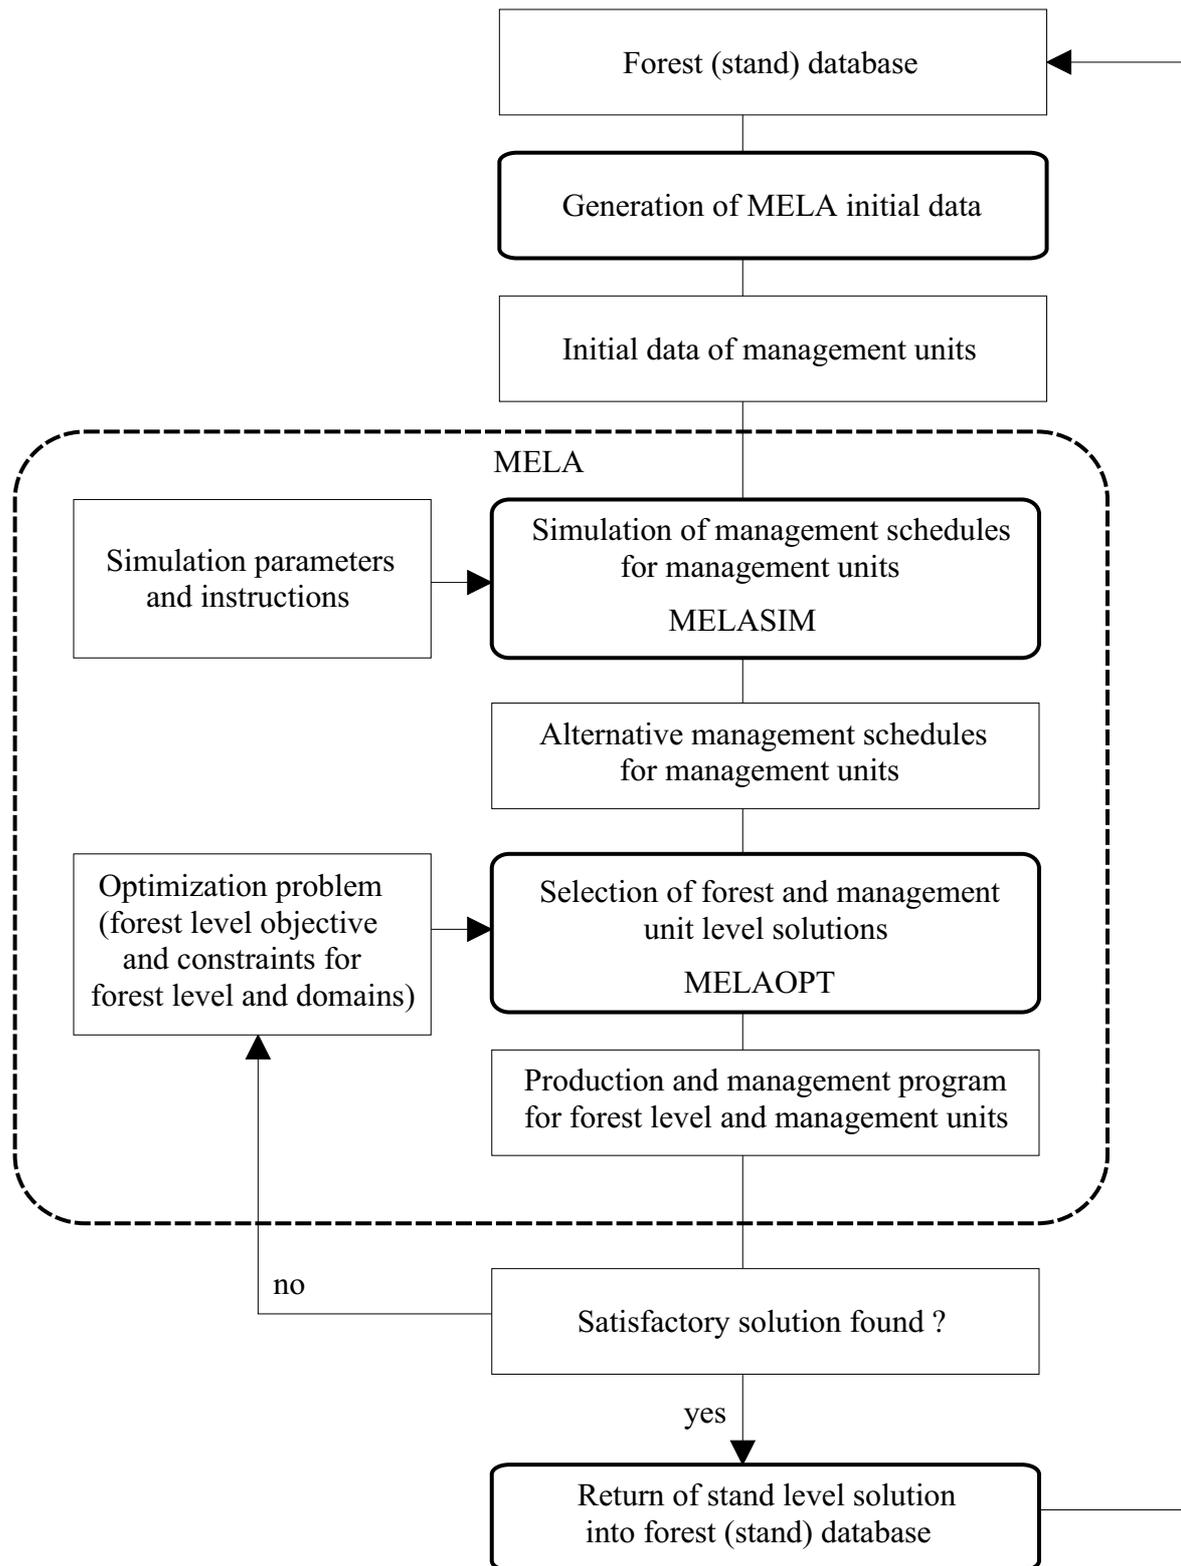 Forest (stand) database
Generation of MELA initial data
Initial data of management units
MELA
Simulation parameters
and instructions
Simulation of management schedules
for management units
MELASIM
Alternative management schedules
for management units
Optimization problem
(forest level objective
and constraints for
forest level and domains)
Selection of forest and management
unit level solutions
MELAOPT
Production and management program
for forest level and management units
no
Satisfactory solution found ?
yes
Return of stand level solution
into forest (stand) database